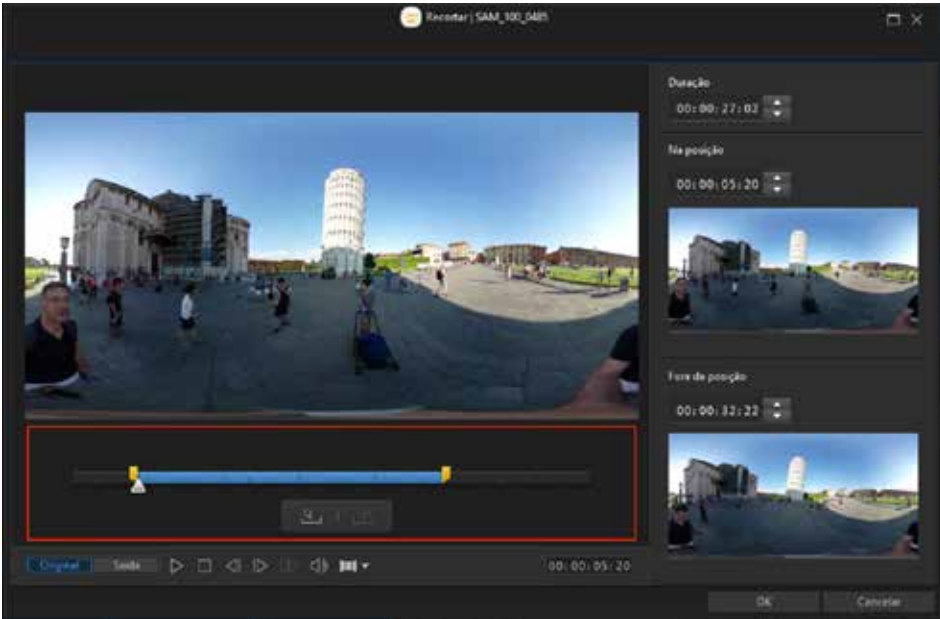 Recortar | SAM_100_0485
Duração
00:00:27:02
Na posição
00:00:05:20
Fora da posição
00:00:32:22
Original Saída
00:00:05:20
OK Cancelar